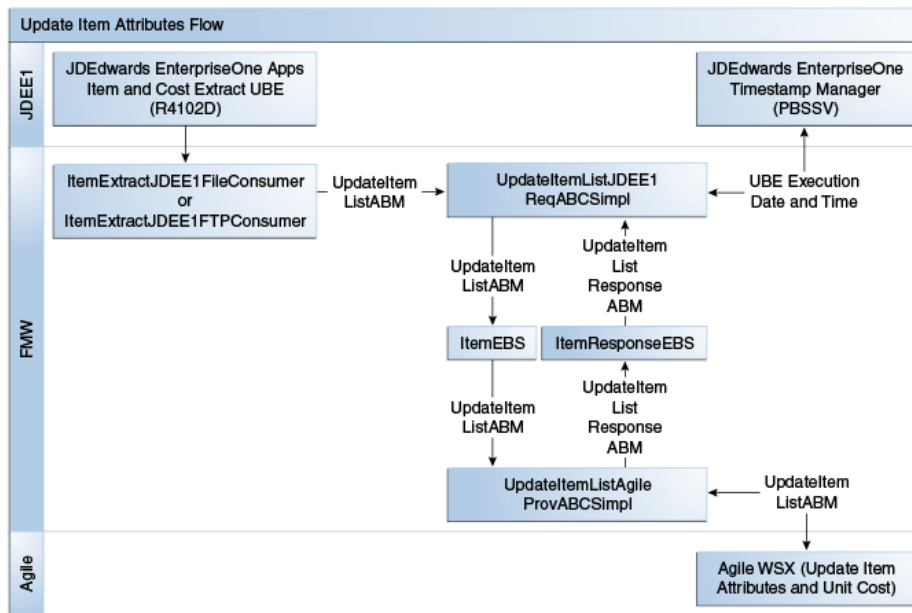 Update Item Attributes Flow
JDEE1
JDEdwards EnterpriseOne Apps
Item and Cost Extract UBE
(R4102D)
JDEdwards EnterpriseOne
Timestamp Manager
(PBSSV)
FMW
ItemExtractJDEE1FileConsumer
or
ItemExtractJDEE1FTPConsumer
UpdateItem
ListABM
UpdateItemListJDEE1
ReqABCSimpl
UBE Execution
Date and Time
UpdateItem
ListABM
UpdateItem
List
Response
ABM
ItemEBS
ItemResponseEBS
UpdateItem
ListABM
UpdateItem
List
Response
ABM
UpdateItemListAgile
ProvABCSimpl
UpdateItem
ListABM
Agile
Agile WSX (Update Item
Attributes and Unit Cost)